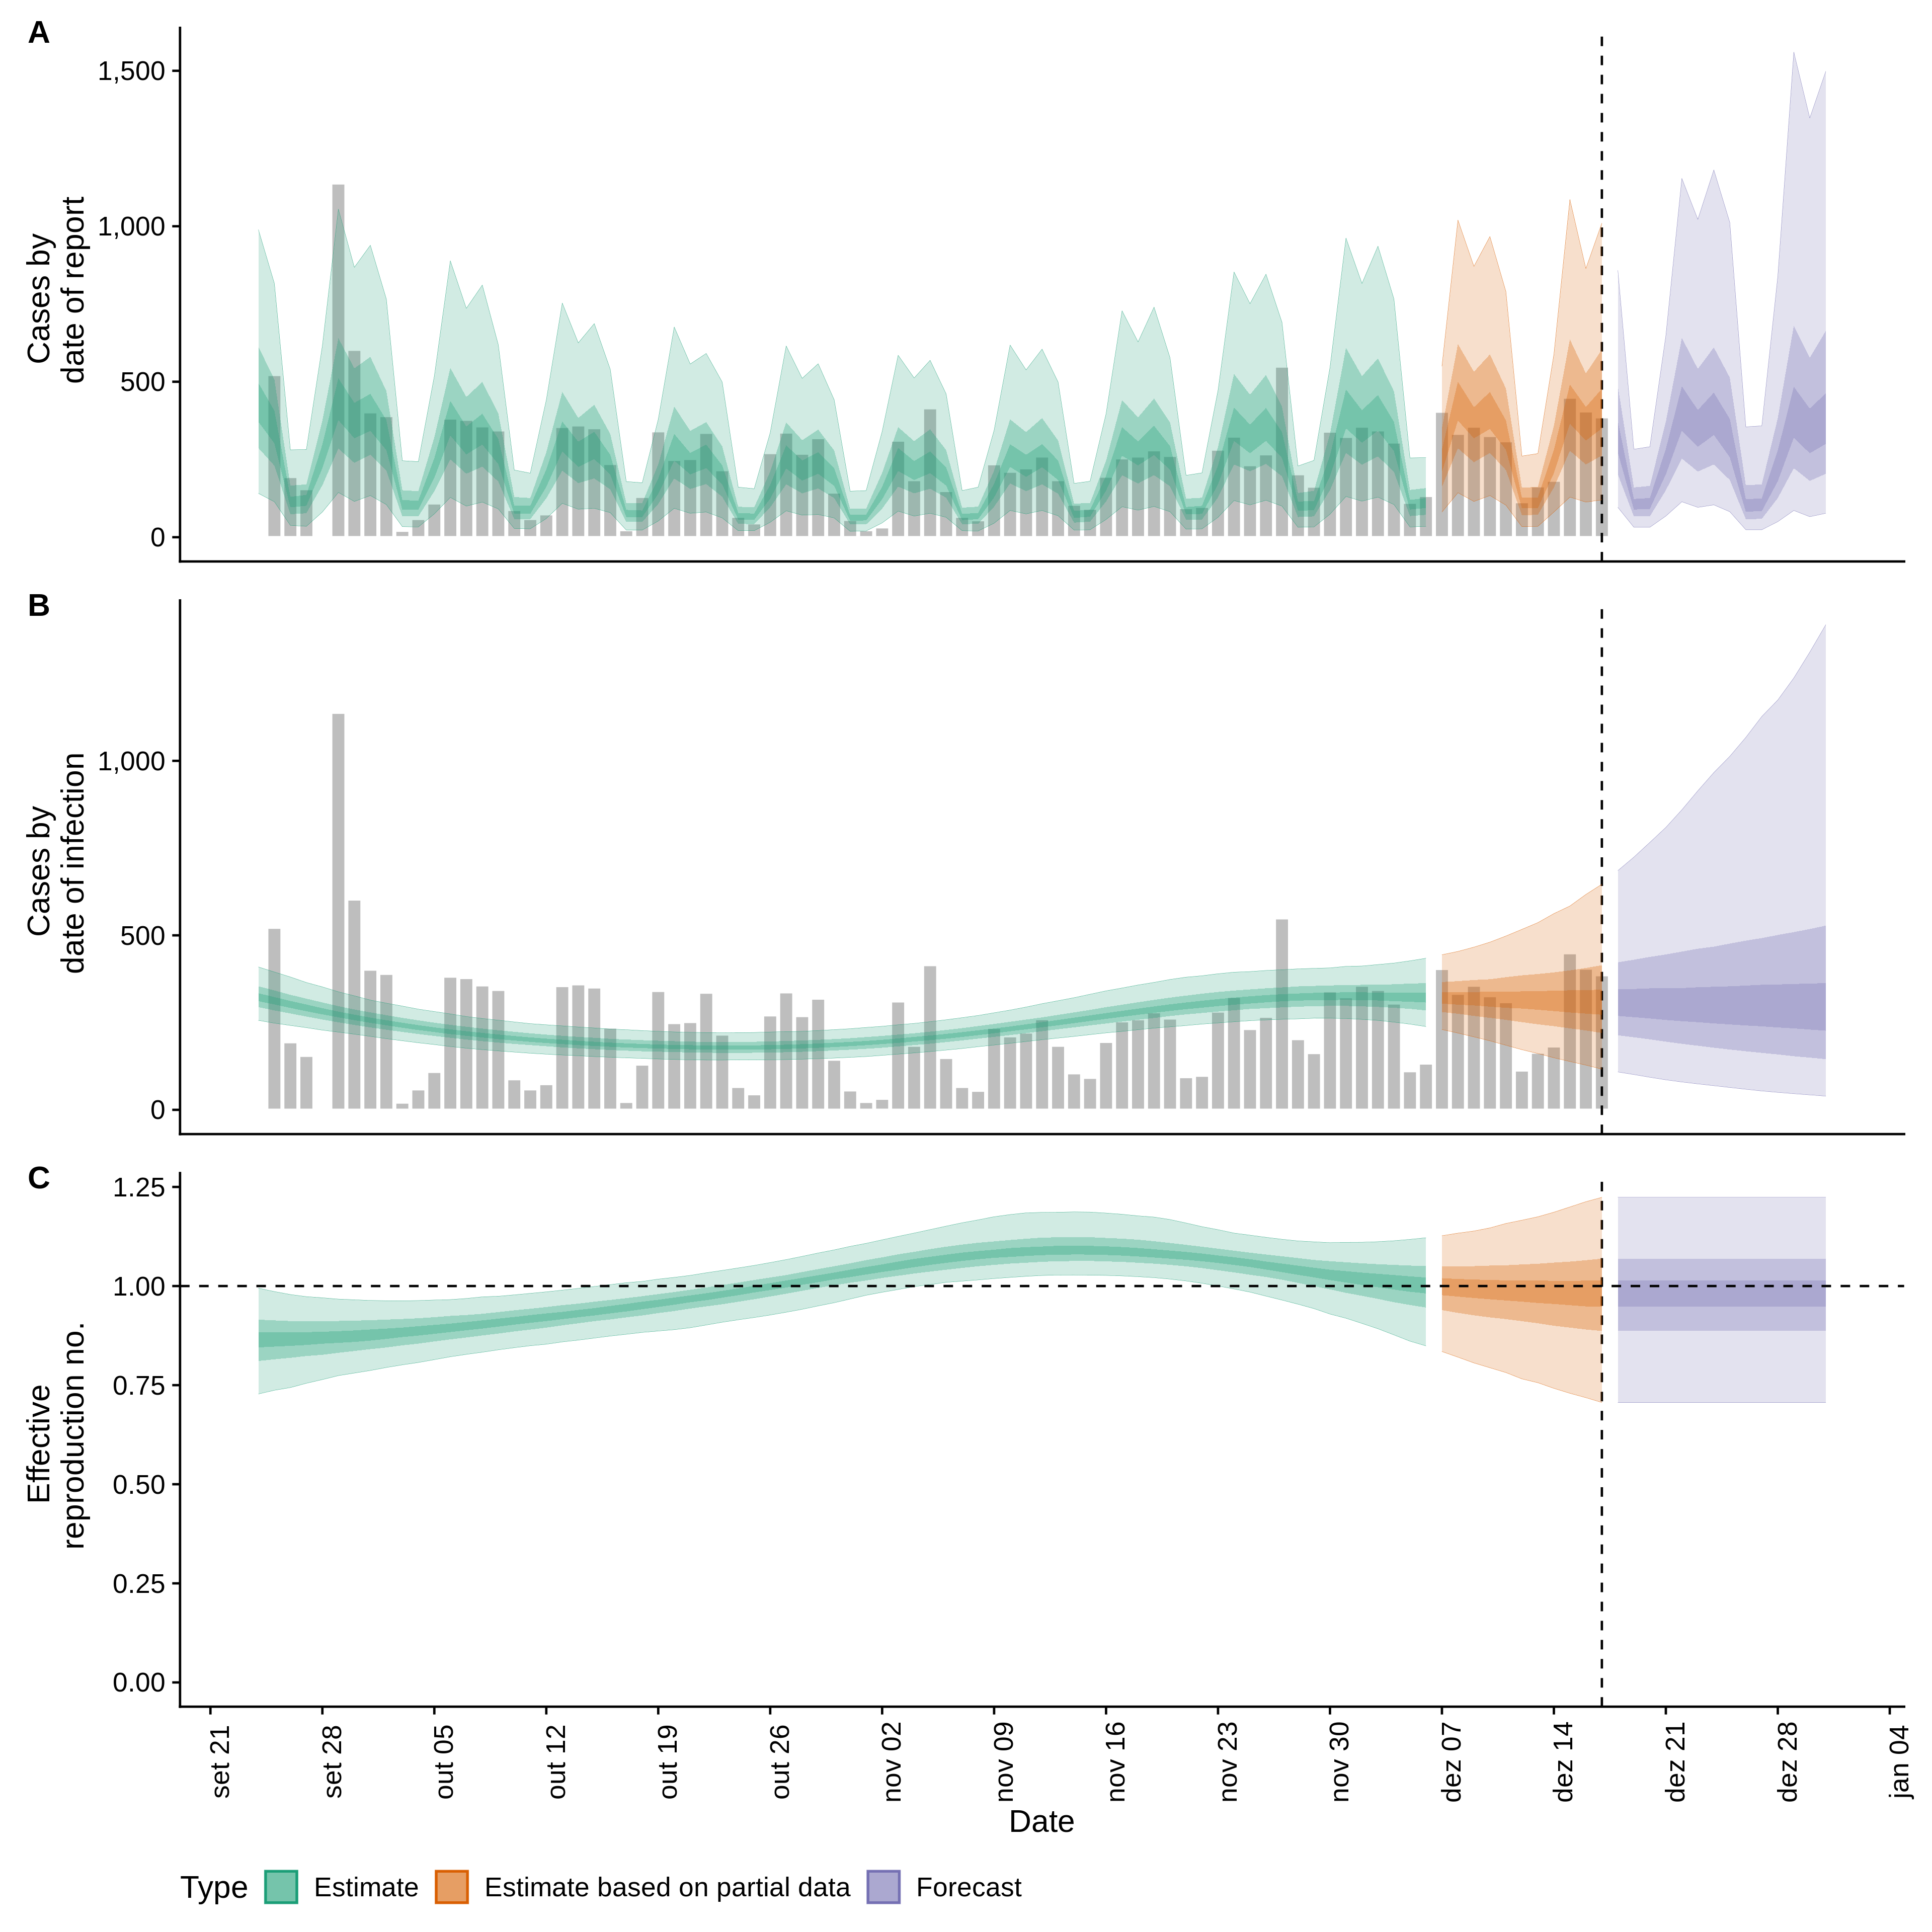 A
Cases by
date of report
1,500
1,000
500
0
B
Cases by
date of infection
1,000
500
0
C
Effective
reproduction no.
1.25
1.00
0.75
0.50
0.25
0.00
set 21
set 28
out 05
out 12
out 19
out 26
nov 02
nov 09
nov 16
nov 23
nov 30
dez 07
dez 14
dez 21
dez 28
jan 04
Date
Type Estimate Estimate based on partial data Forecast